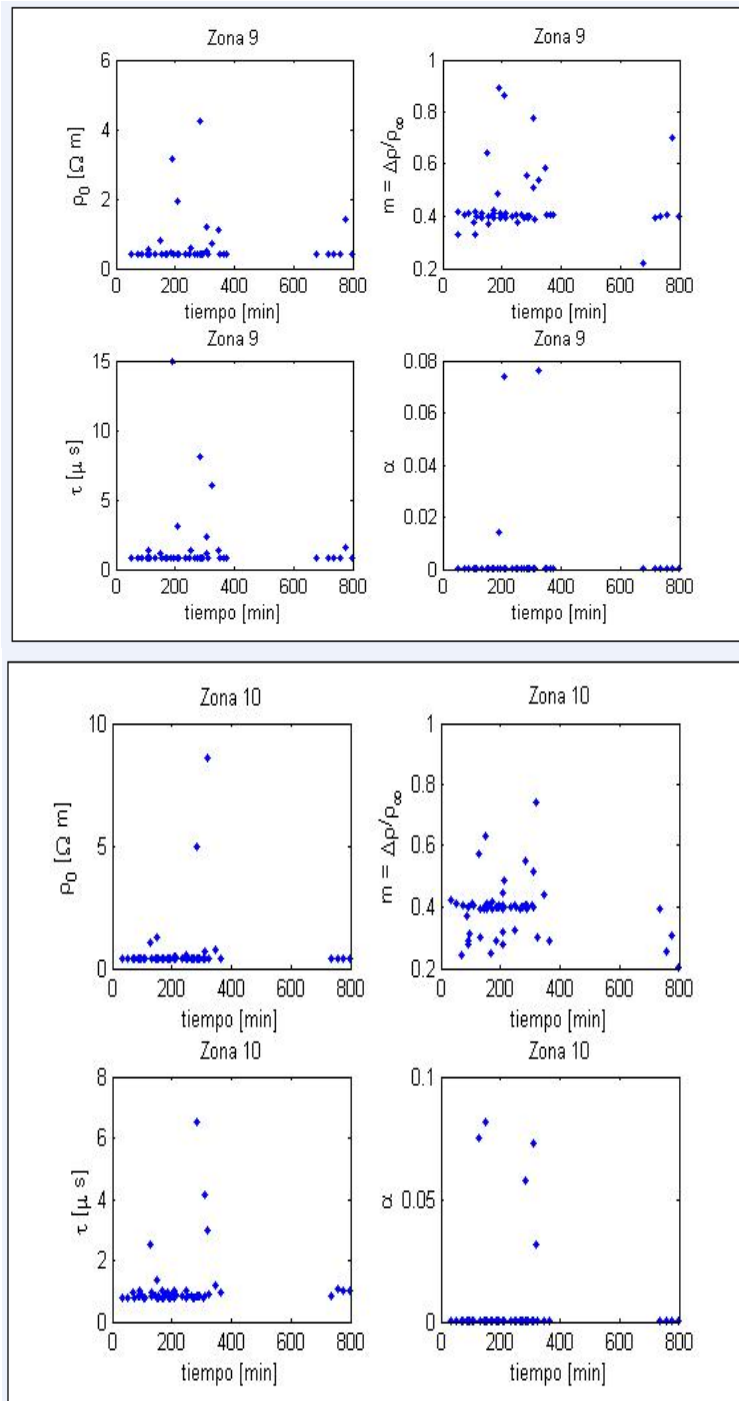 Zona 9
Zona 9
6
4
2
0
ρ₀ [Ω m]
0 200 400 600 800
tiempo [min]
1
0.8
0.6
0.4
0.2
m = Δρ/ρ∞
0 200 400 600 800
tiempo [min]
Zona 9
Zona 9
15
10
5
0
τ [μ s]
0 200 400 600 800
tiempo [min]
0.08
0.06
0.04
0.02
0
α
0 200 400 600 800
tiempo [min]
Zona 10
Zona 10
10
5
0
ρ₀ [Ω m]
0 200 400 600 800
tiempo [min]
1
0.8
0.6
0.4
0.2
m = Δρ/ρ∞
0 200 400 600 800
tiempo [min]
Zona 10
Zona 10
8
6
4
2
0
τ [μ s]
0 200 400 600 800
tiempo [min]
0.1
0.05
0
α
0 200 400 600 800
tiempo [min]